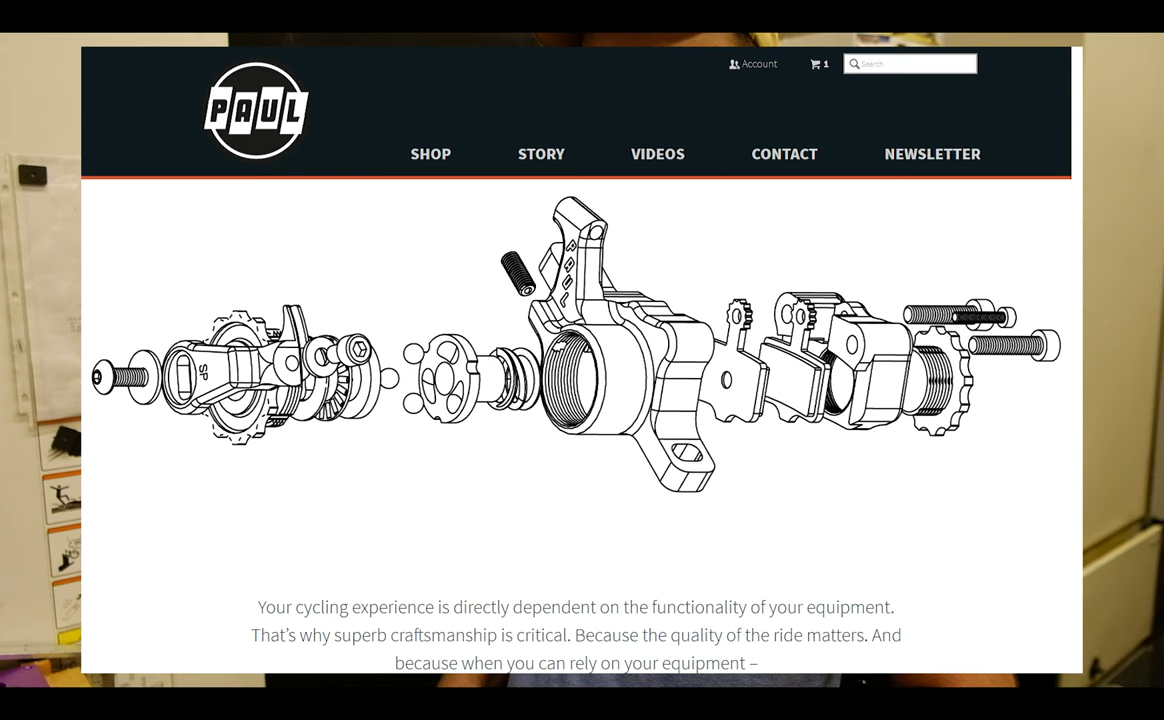 Account
1
Search
PAUL
SHOP
STORY
VIDEOS
CONTACT
NEWSLETTER
PAUL
SP
Your cycling experience is directly dependent on the functionality of your equipment.
That's why superb craftsmanship is critical. Because the quality of the ride matters. And
because when you can rely on your equipment –